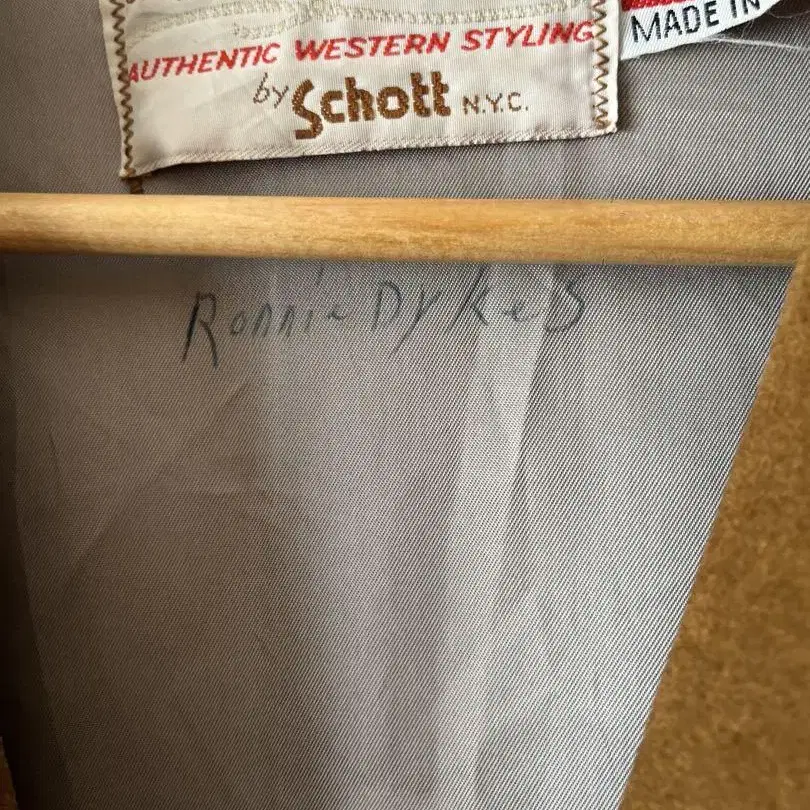 AUTHENTIC WESTERN STYLING
by Schott N.Y.C.
MADE IN
Ronnie Dykes